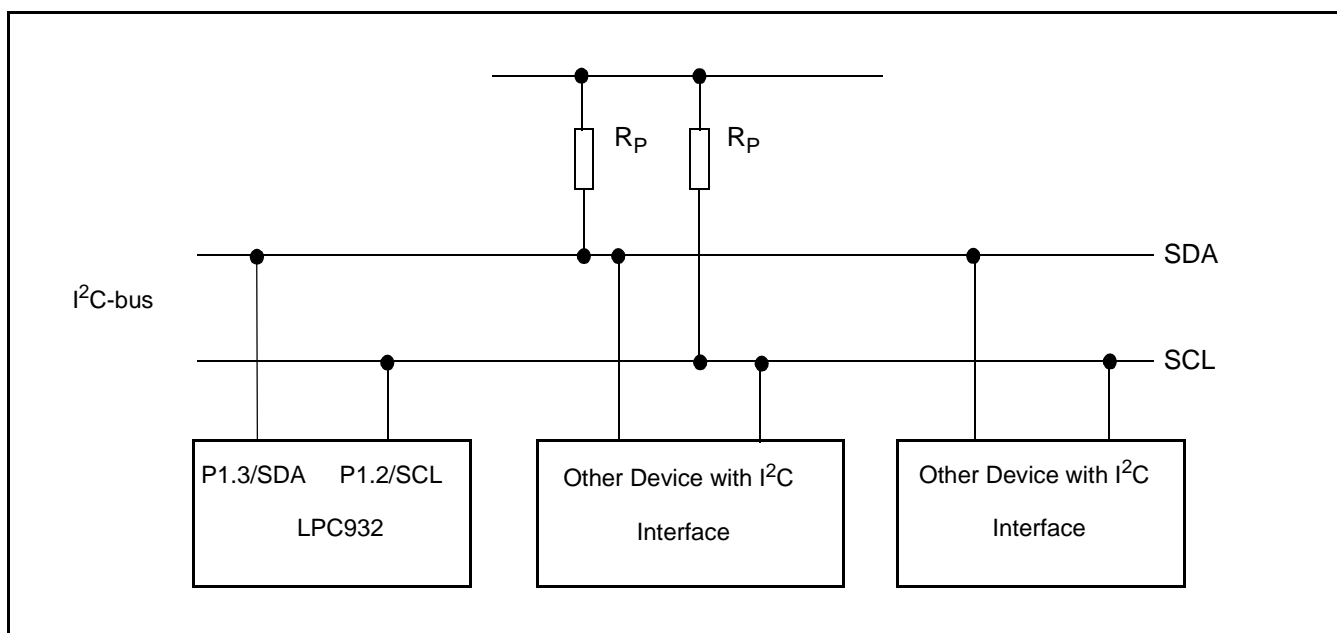 R_P R_P
SDA
I²C-bus
SCL
P1.3/SDA P1.2/SCL
LPC932
Other Device with I²C
Interface
Other Device with I²C
Interface